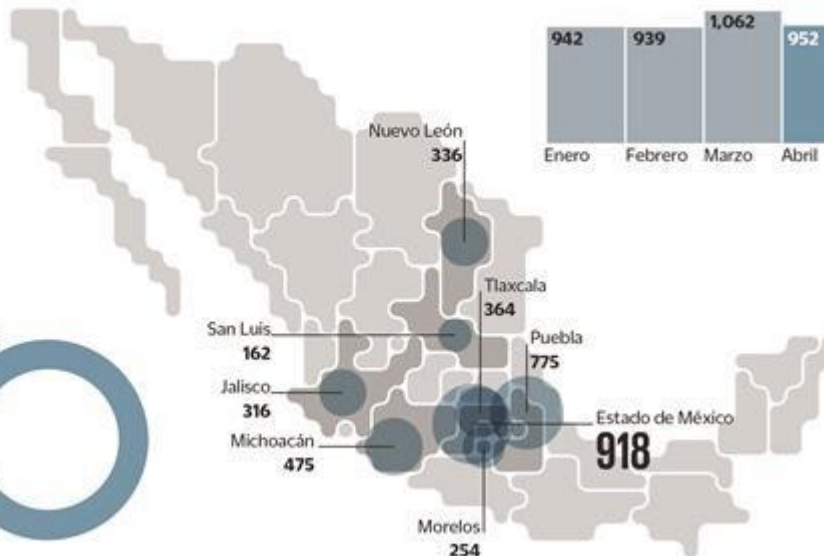 942
939
1,062
952
Enero
Febrero
Marzo
Abril
Nuevo León
336
Tlaxcala
364
San Luis
162
Puebla
775
Jalisco
316
Estado de México
918
Michoacán
475
Morelos
254